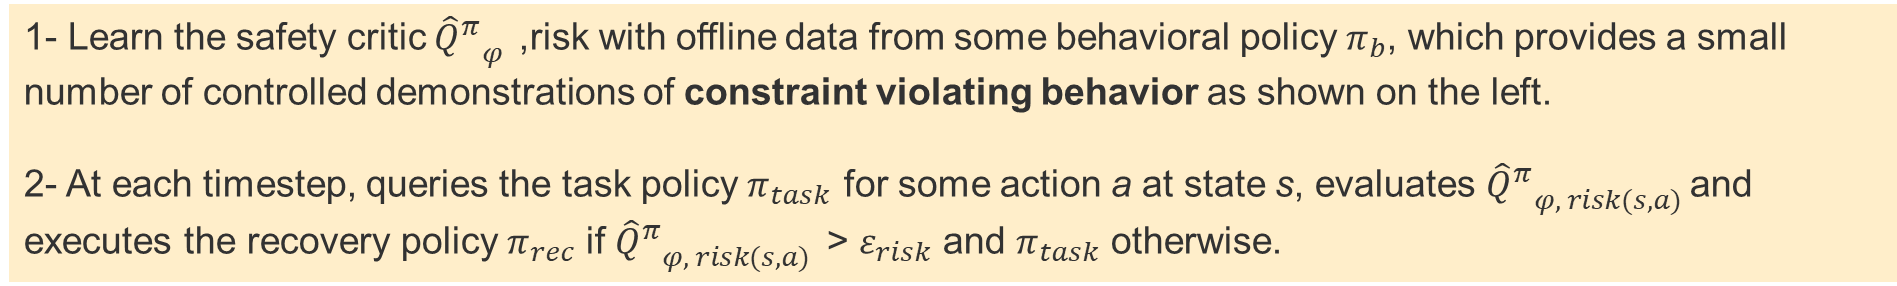 1- Learn the safety critic Q̂^π_φ ,risk with offline data from some behavioral policy π_b, which provides a small
number of controlled demonstrations of constraint violating behavior as shown on the left.
2- At each timestep, queries the task policy π_task for some action a at state s, evaluates Q̂^π_φ, risk(s,a) and
executes the recovery policy π_rec if Q̂^π_φ, risk(s,a) > ε_risk and π_task otherwise.